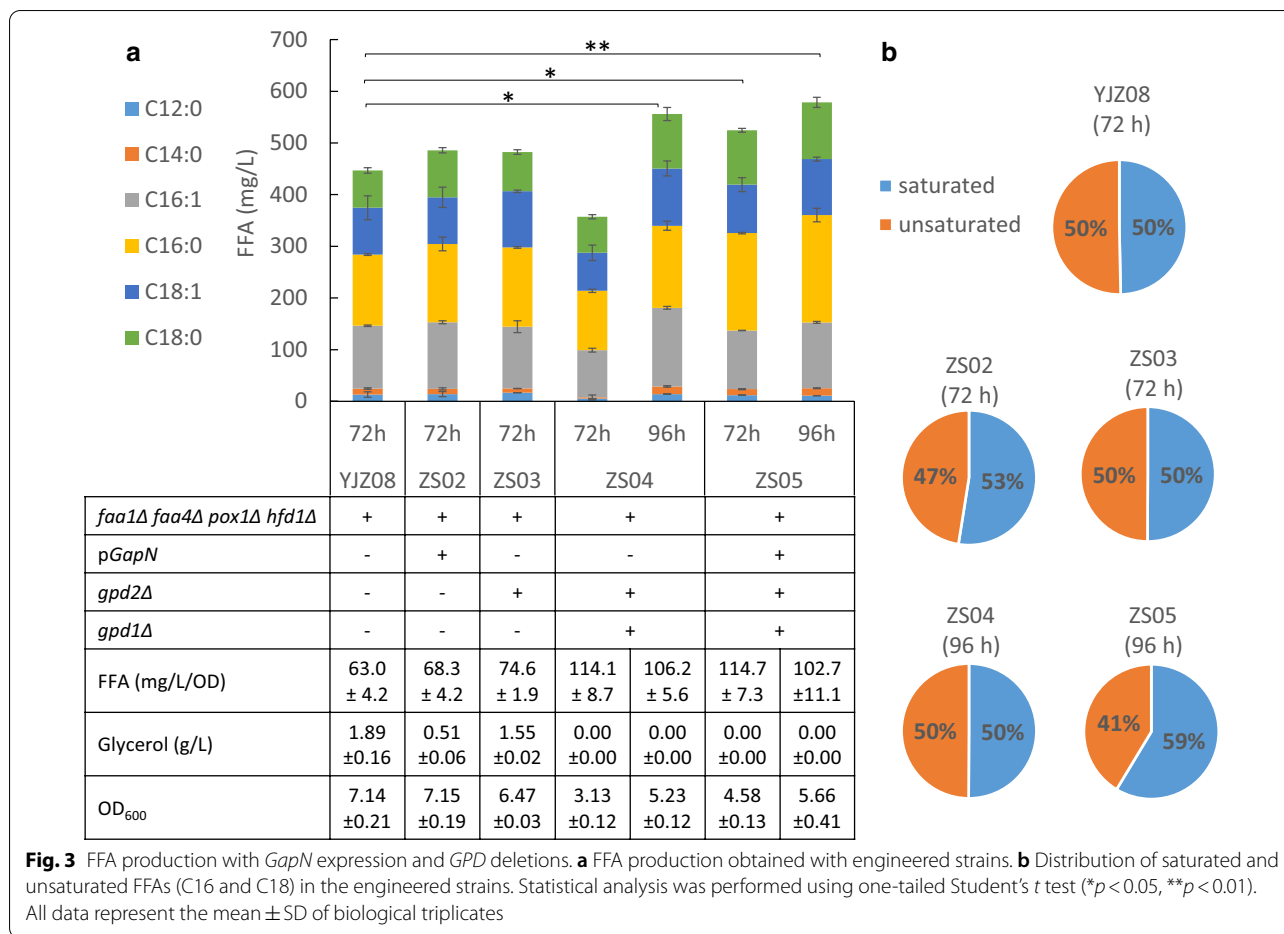 a
b
700
600
500
400
300
200
100
0
FFA (mg/L)
C12:0
C14:0
C16:1
C16:0
C18:1
C18:0
**
*
*
72h 72h 72h 72h 96h 72h 96h
YJZ08 ZS02 ZS03 ZS04 ZS05
faa1Δ faa4Δ pox1Δ hfd1Δ + + + + +
pGapN - + - - +
gpd2Δ - - + + +
gpd1Δ - - - + +
FFA (mg/L/OD) 63.0 68.3 74.6 114.1 106.2 114.7 102.7
± 4.2 ± 4.2 ± 1.9 ± 8.7 ± 5.6 ± 7.3 ±11.1
Glycerol (g/L) 1.89 0.51 1.55 0.00 0.00 0.00 0.00
±0.16 ±0.06 ±0.02 ±0.00 ±0.00 ±0.00 ±0.00
OD600 7.14 7.15 6.47 3.13 5.23 4.58 5.66
±0.21 ±0.19 ±0.03 ±0.12 ±0.12 ±0.13 ±0.41
saturated
unsaturated
YJZ08
(72 h)
50% 50%
ZS02
(72 h)
47% 53%
ZS03
(72 h)
50% 50%
ZS04
(96 h)
50% 50%
ZS05
(96 h)
41% 59%
Fig. 3 FFA production with GapN expression and GPD deletions. a FFA production obtained with engineered strains. b Distribution of saturated and
unsaturated FFAs (C16 and C18) in the engineered strains. Statistical analysis was performed using one-tailed Student's t test (*p < 0.05, **p < 0.01).
All data represent the mean ± SD of biological triplicates